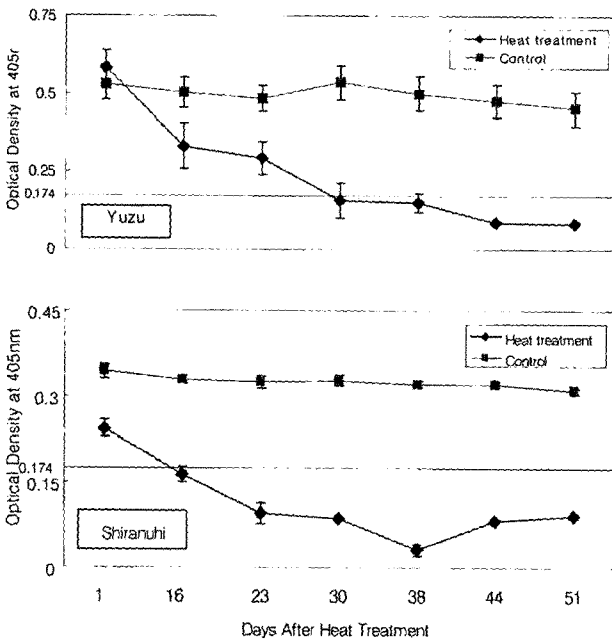 0.75
Optical Density at 405r
0.5
0.25
0.174
0
Heat treatment
Control
Yuzu
0.45
Optical Density at 405nm
0.3
0.174
0.15
0
Heat treatment
Control
Shiranuhi
1 16 23 30 38 44 51
Days After Heat Treatment